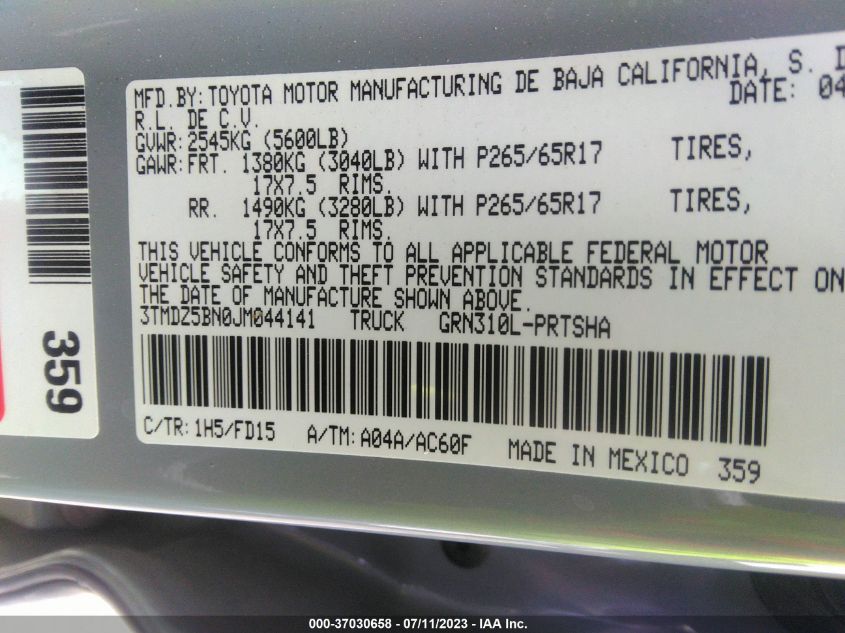 MFD.BY: TOYOTA MOTOR MANUFACTURING DE BAJA CALIFORNIA, S.
R.L. DE C.V. DATE: 04
GVWR: 2545KG (5600LB)
GAWR: FRT. 1380KG (3040LB) WITH P265/65R17 TIRES,
17X7.5 RIMS.
RR. 1490KG (3280LB) WITH P265/65R17 TIRES,
17X7.5 RIMS.
THIS VEHICLE CONFORMS TO ALL APPLICABLE FEDERAL MOTOR
VEHICLE SAFETY AND THEFT PREVENTION STANDARDS IN EFFECT ON
THE DATE OF MANUFACTURE SHOWN ABOVE.
3TMDZ5BN0JM044141 TRUCK GRN310L-PRTSHA
C/TR: 1H5/FD15 A/TM: A04A/AC60F MADE IN MEXICO 359
359
000-37030658 - 07/11/2023 - IAA Inc.